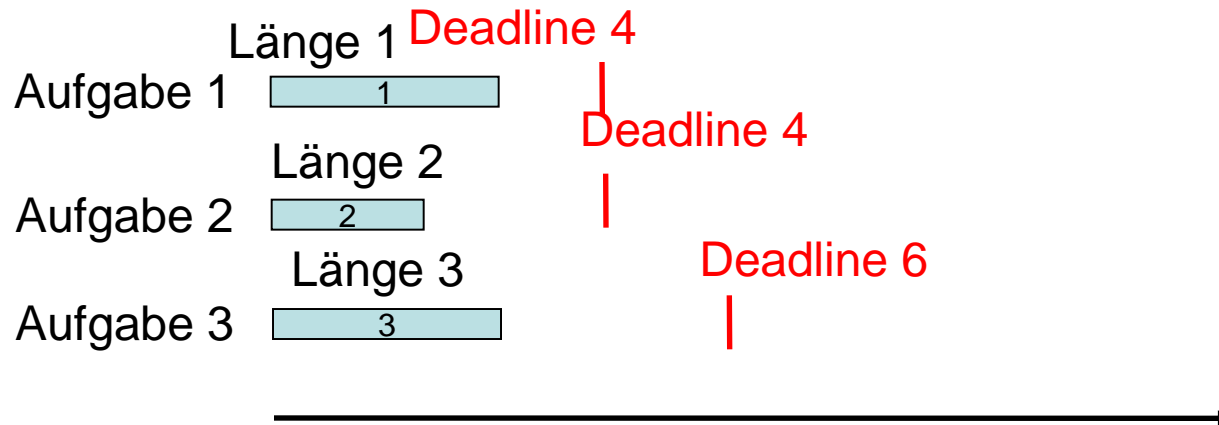 Länge 1 Deadline 4
Aufgabe 1 1
Deadline 4
Länge 2
Aufgabe 2 2
Länge 3 Deadline 6
Aufgabe 3 3